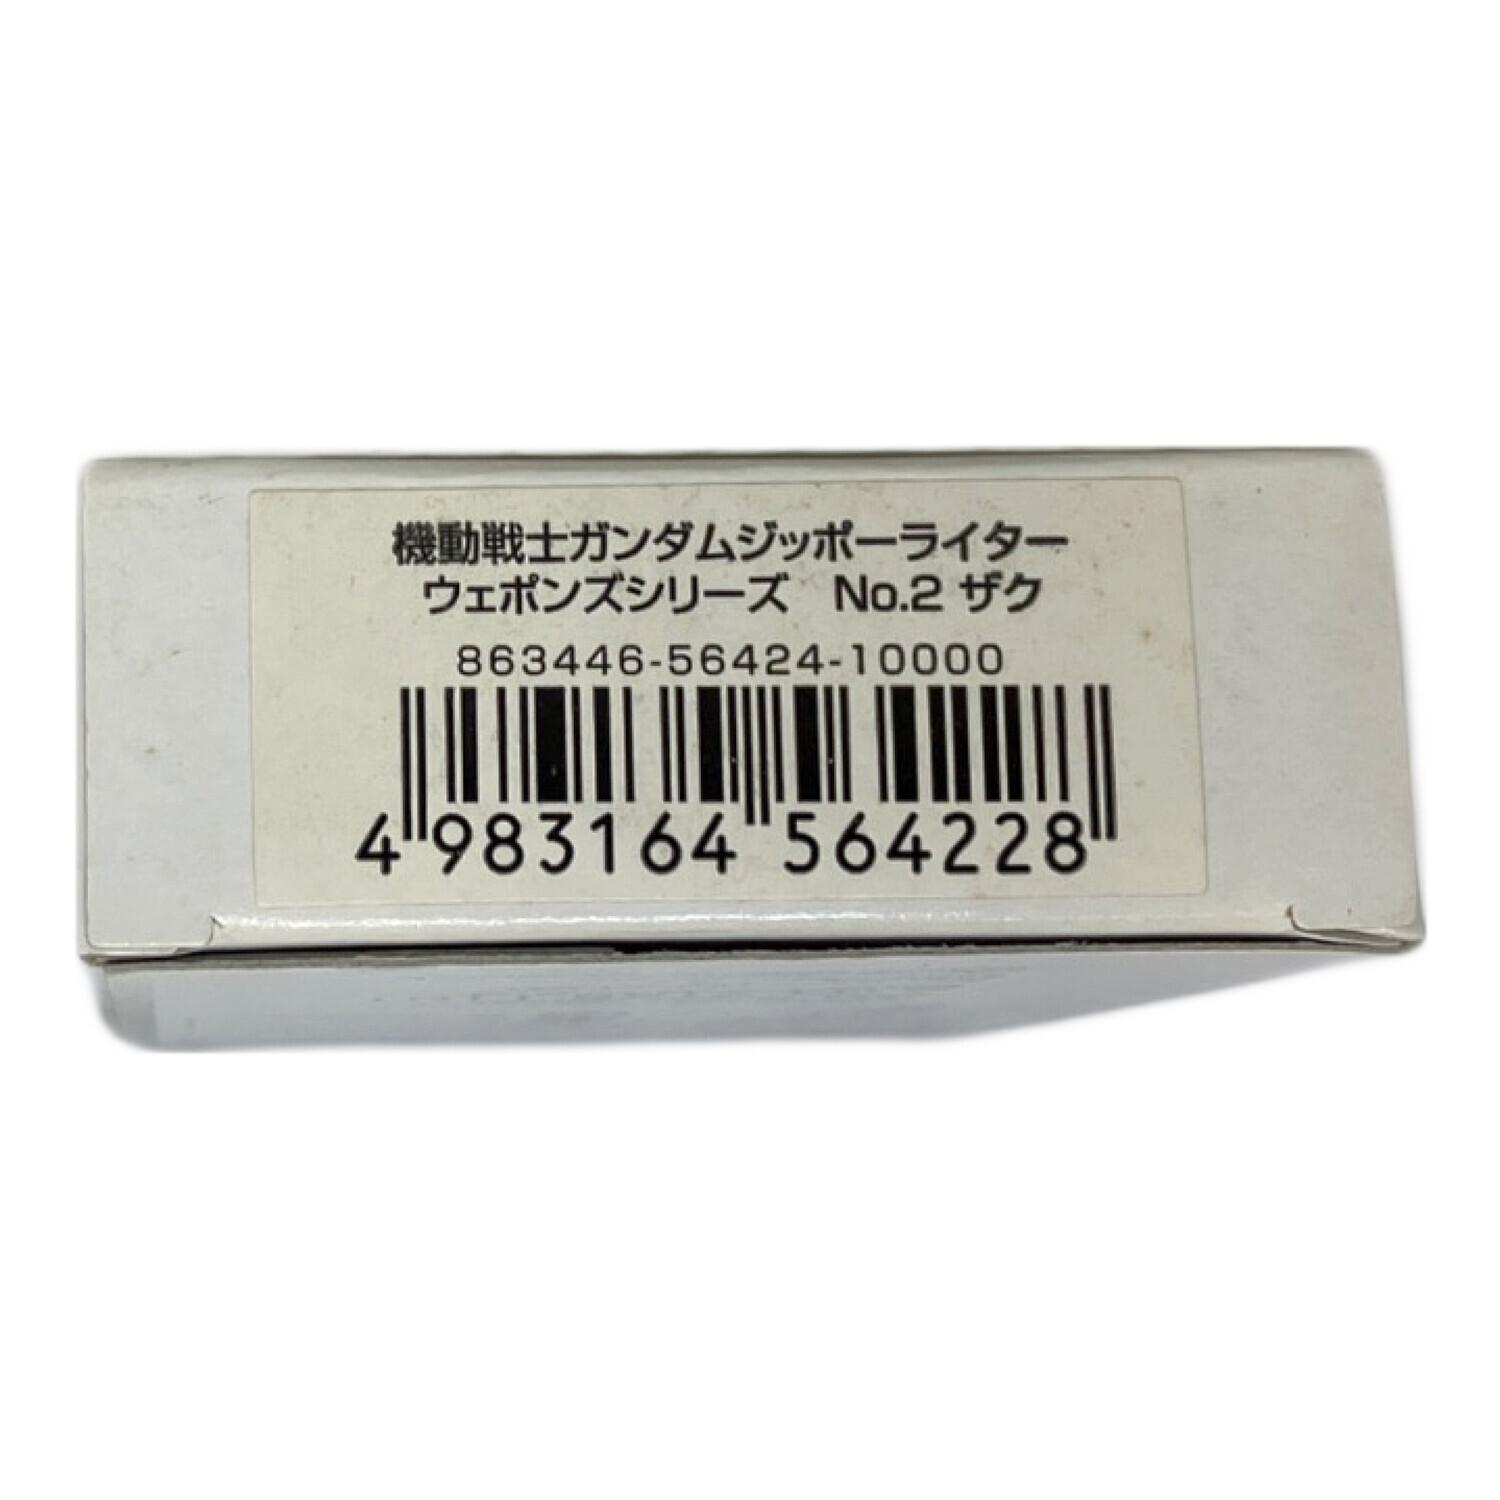 機動戦士ガンダムジッポーライター
ウェポンズシリーズ　No.2 ザク
863446-56424-10000
4 983164 564228